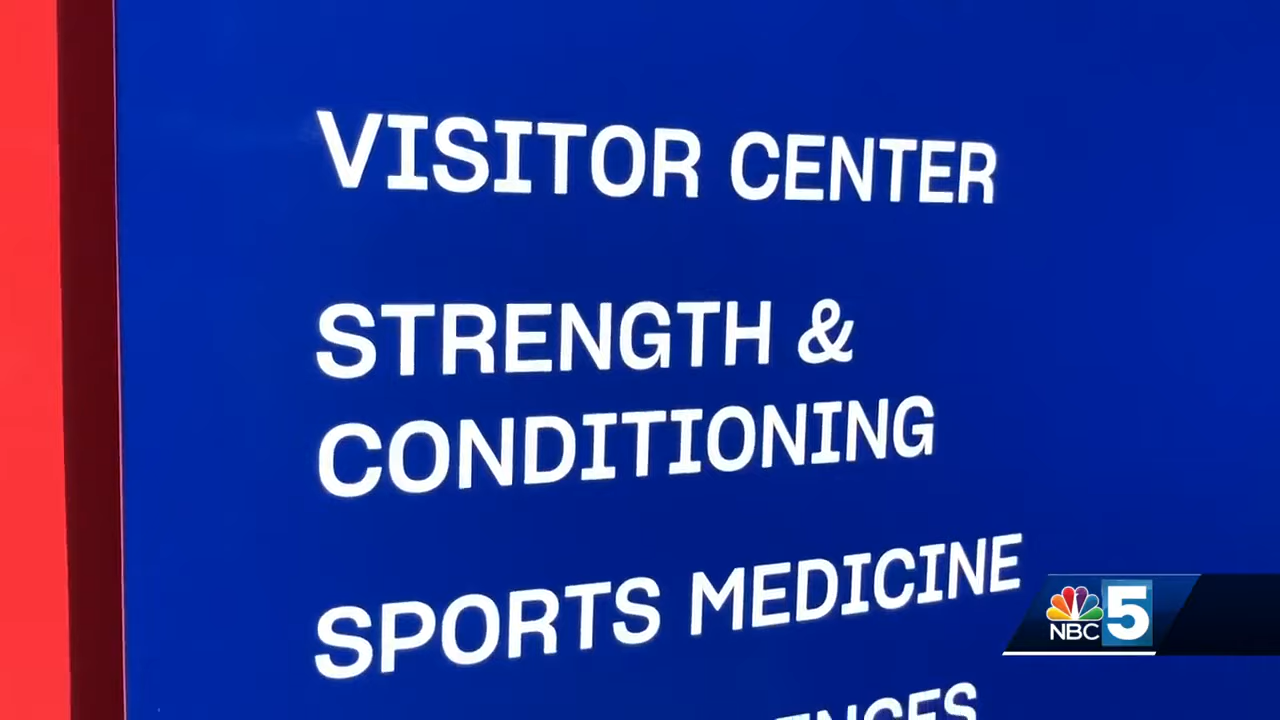 VISITOR CENTER
STRENGTH &
CONDITIONING
SPORTS MEDICINE
NBC 5